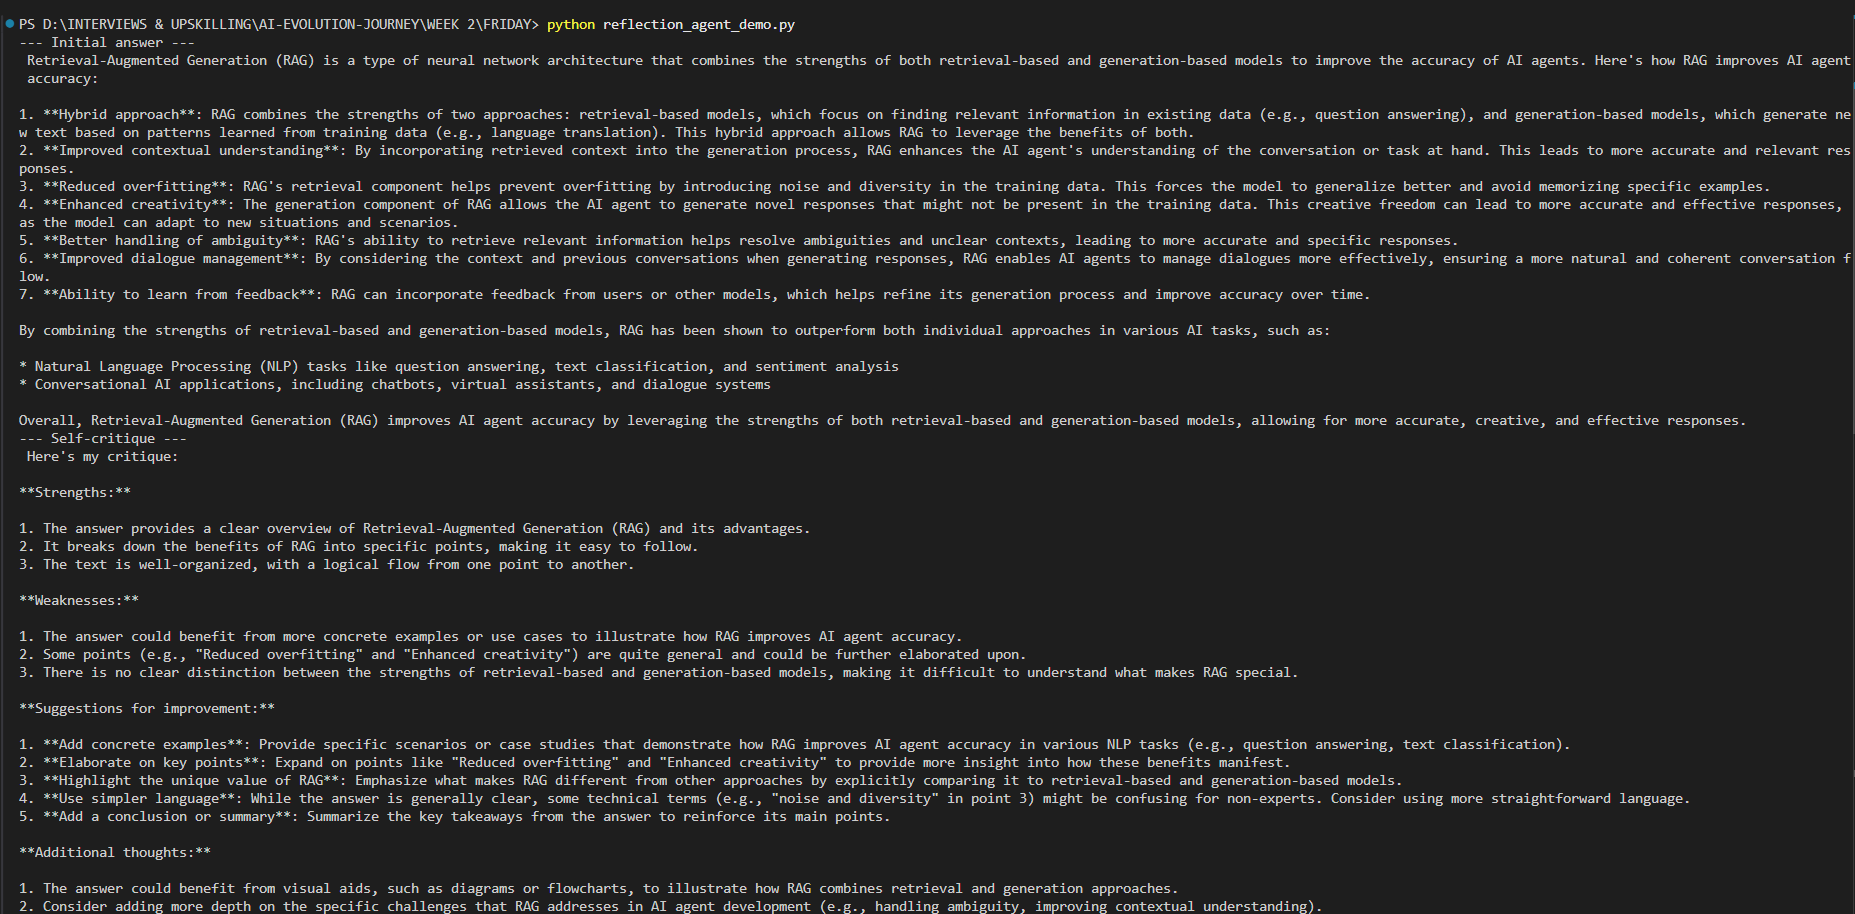 PS D:\INTERVIEWS & UPSKILLING\AI-EVOLUTION-JOURNEY\WEEK 2\FRIDAY> python reflection_agent_demo.py
--- Initial answer ---
 Retrieval-Augmented Generation (RAG) is a type of neural network architecture that combines the strengths of both retrieval-based and generation-based models to improve the accuracy of AI agents. Here's how RAG improves AI agent
 accuracy:

1. **Hybrid approach**: RAG combines the strengths of two approaches: retrieval-based models, which focus on finding relevant information in existing data (e.g., question answering), and generation-based models, which generate ne
w text based on patterns learned from training data (e.g., language translation). This hybrid approach allows RAG to leverage the benefits of both.
2. **Improved contextual understanding**: By incorporating retrieved context into the generation process, RAG enhances the AI agent's understanding of the conversation or task at hand. This leads to more accurate and relevant res
ponses.
3. **Reduced overfitting**: RAG's retrieval component helps prevent overfitting by introducing noise and diversity in the training data. This forces the model to generalize better and avoid memorizing specific examples.
4. **Enhanced creativity**: The generation component of RAG allows the AI agent to generate novel responses that might not be present in the training data. This creative freedom can lead to more accurate and effective responses,
as the model can adapt to new situations and scenarios.
5. **Better handling of ambiguity**: RAG's ability to retrieve relevant information helps resolve ambiguities and unclear contexts, leading to more accurate and specific responses.
6. **Improved dialogue management**: By considering the context and previous conversations when generating responses, RAG enables AI agents to manage dialogues more effectively, ensuring a more natural and coherent conversation f
low.
7. **Ability to learn from feedback**: RAG can incorporate feedback from users or other models, which helps refine its generation process and improve accuracy over time.

By combining the strengths of retrieval-based and generation-based models, RAG has been shown to outperform both individual approaches in various AI tasks, such as:

* Natural Language Processing (NLP) tasks like question answering, text classification, and sentiment analysis
* Conversational AI applications, including chatbots, virtual assistants, and dialogue systems

Overall, Retrieval-Augmented Generation (RAG) improves AI agent accuracy by leveraging the strengths of both retrieval-based and generation-based models, allowing for more accurate, creative, and effective responses.
--- Self-critique ---
 Here's my critique:

**Strengths:**

1. The answer provides a clear overview of Retrieval-Augmented Generation (RAG) and its advantages.
2. It breaks down the benefits of RAG into specific points, making it easy to follow.
3. The text is well-organized, with a logical flow from one point to another.

**Weaknesses:**

1. The answer could benefit from more concrete examples or use cases to illustrate how RAG improves AI agent accuracy.
2. Some points (e.g., "Reduced overfitting" and "Enhanced creativity") are quite general and could be further elaborated upon.
3. There is no clear distinction between the strengths of retrieval-based and generation-based models, making it difficult to understand what makes RAG special.

**Suggestions for improvement:**

1. **Add concrete examples**: Provide specific scenarios or case studies that demonstrate how RAG improves AI agent accuracy in various NLP tasks (e.g., question answering, text classification).
2. **Elaborate on key points**: Expand on points like "Reduced overfitting" and "Enhanced creativity" to provide more insight into how these benefits manifest.
3. **Highlight the unique value of RAG**: Emphasize what makes RAG different from other approaches by explicitly comparing it to retrieval-based and generation-based models.
4. **Use simpler language**: While the answer is generally clear, some technical terms (e.g., "noise and diversity" in point 3) might be confusing for non-experts. Consider using more straightforward language.
5. **Add a conclusion or summary**: Summarize the key takeaways from the answer to reinforce its main points.

**Additional thoughts:**

1. The answer could benefit from visual aids, such as diagrams or flowcharts, to illustrate how RAG combines retrieval and generation approaches.
2. Consider adding more depth on the specific challenges that RAG addresses in AI agent development (e.g., handling ambiguity, improving contextual understanding).